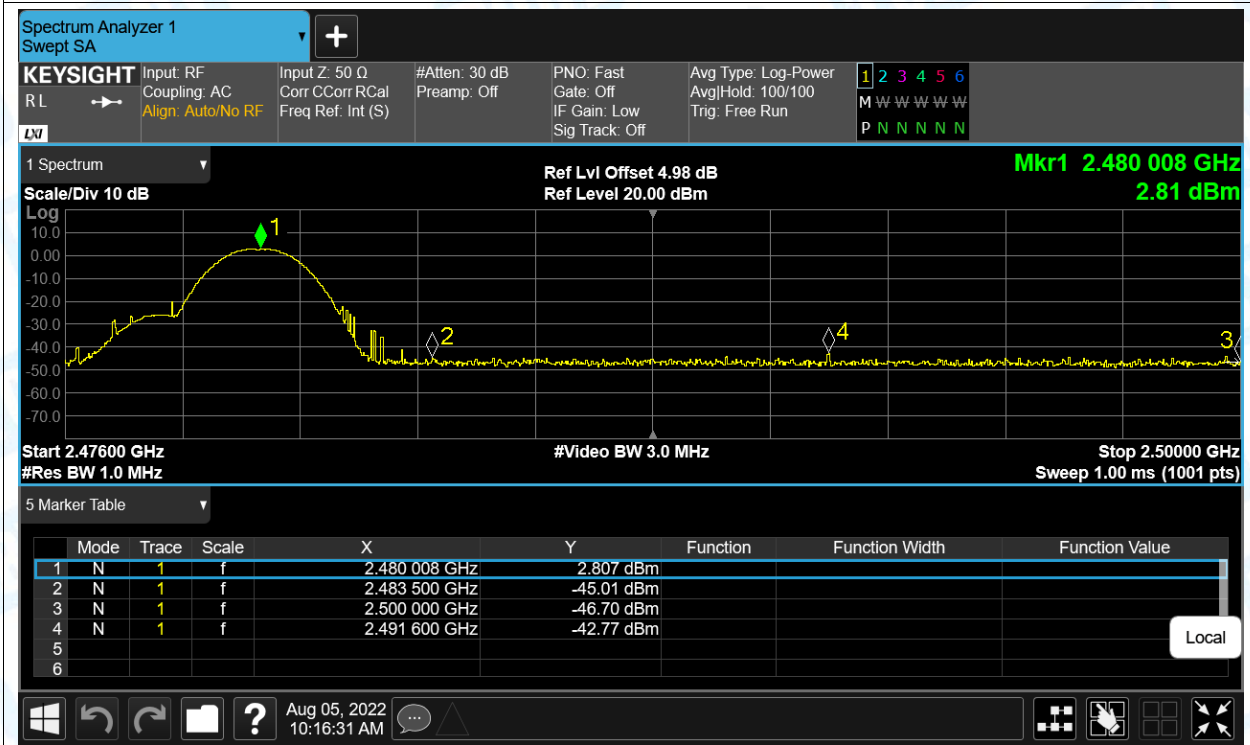 Spectrum Analyzer 1
Swept SA
KEYSIGHT
R L
LXI
Input: RF
Coupling: AC
Align: Auto/No RF
Input Z: 50 Ω
Corr CCorr RCal
Freq Ref: Int (S)
#Atten: 30 dB
Preamp: Off
PNO: Fast
Gate: Off
IF Gain: Low
Sig Track: Off
Avg Type: Log-Power
Avg|Hold: 100/100
Trig: Free Run
1 2 3 4 5 6
M W W W W W
P N N N N N
1 Spectrum
Scale/Div 10 dB
Ref Lvl Offset 4.98 dB
Ref Level 20.00 dBm
Mkr1 2.480 008 GHz
2.81 dBm
Log
10.0
0.00
-10.0
-20.0
-30.0
-40.0
-50.0
-60.0
-70.0
1
2
4
3
Start 2.47600 GHz
#Res BW 1.0 MHz
#Video BW 3.0 MHz
Stop 2.50000 GHz
Sweep 1.00 ms (1001 pts)
5 Marker Table
Mode Trace Scale X Y Function Function Width Function Value
1 N 1 f 2.480 008 GHz 2.807 dBm
2 N 1 f 2.483 500 GHz -45.01 dBm
3 N 1 f 2.500 000 GHz -46.70 dBm
4 N 1 f 2.491 600 GHz -42.77 dBm
5
6
Local
?
Aug 05, 2022
10:16:31 AM